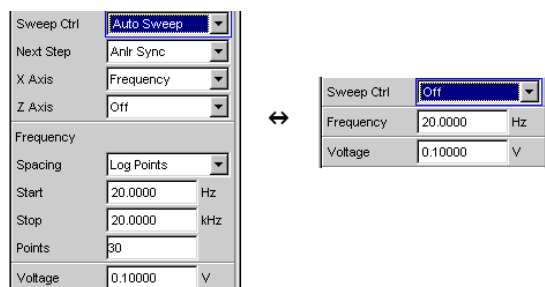 Sweep Ctrl Auto Sweep
Next Step Anlr Sync
X Axis Frequency
Z Axis Off
Frequency
Spacing Log Points
Start 20.0000 Hz
Stop 20.0000 kHz
Points 30
Voltage 0.10000 V
⇔
Sweep Ctrl Off
Frequency 20.0000 Hz
Voltage 0.10000 V